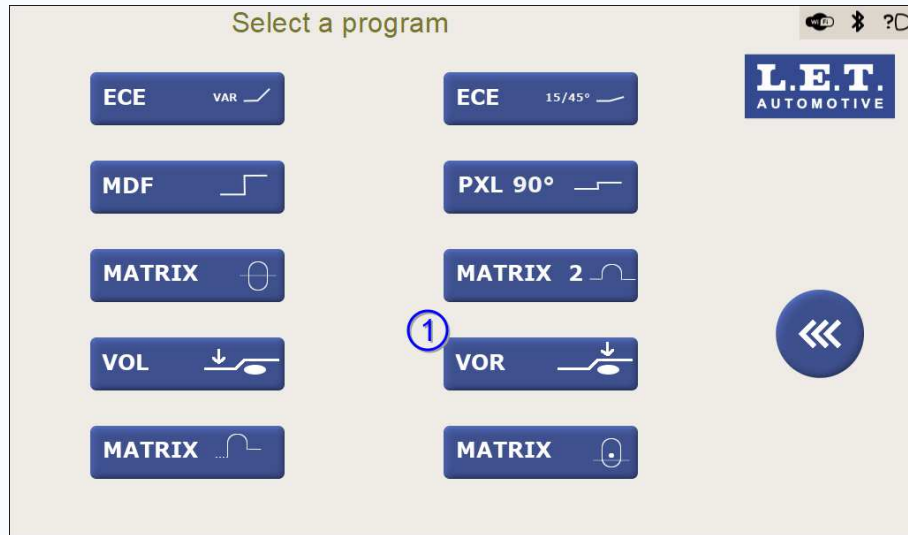 Select a program
WiFi ?
L.E.T.
AUTOMOTIVE
ECE VAR
ECE 15/45°
MDF
PXL 90°
MATRIX
MATRIX 2
1
VOL
VOR
MATRIX
MATRIX